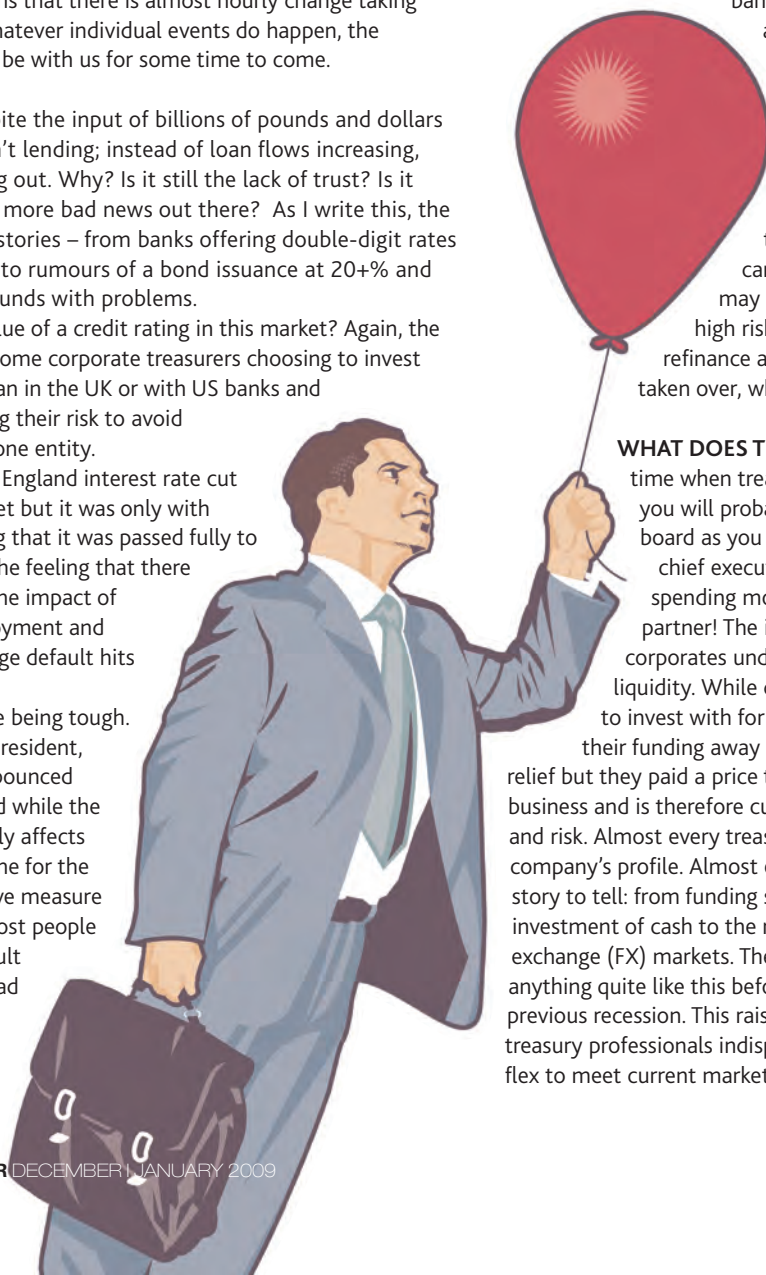 is that there is almost hourly change taking
whatever individual events do happen, the
be with us for some time to come.
ite the input of billions of pounds and dollars
't lending; instead of loan flows increasing,
g out. Why? Is it still the lack of trust? Is it
more bad news out there? As I write this, the
stories – from banks offering double-digit rates
to rumours of a bond issuance at 20+% and
unds with problems.
lue of a credit rating in this market? Again, the
ome corporate treasurers choosing to invest
an in the UK or with US banks and
g their risk to avoid
one entity.
England interest rate cut
et but it was only with
g that it was passed fully to
he feeling that there
he impact of
oyment and
ge default hits
e being tough.
resident,
ounced
d while the
ly affects
ne for the
ve measure
ost people
ult
ad
ban
a
t
can
may
high risk
refinance a
taken over, wh
WHAT DOES T
time when trea
you will proba
board as you
chief execut
spending mo
partner! The i
corporates und
liquidity. While c
to invest with for
their funding away
relief but they paid a price t
business and is therefore cu
and risk. Almost every treas
company's profile. Almost e
story to tell: from funding s
investment of cash to the r
exchange (FX) markets. The
anything quite like this befo
previous recession. This rais
treasury professionals indisp
flex to meet current market
R DECEMBER | JANUARY 2009